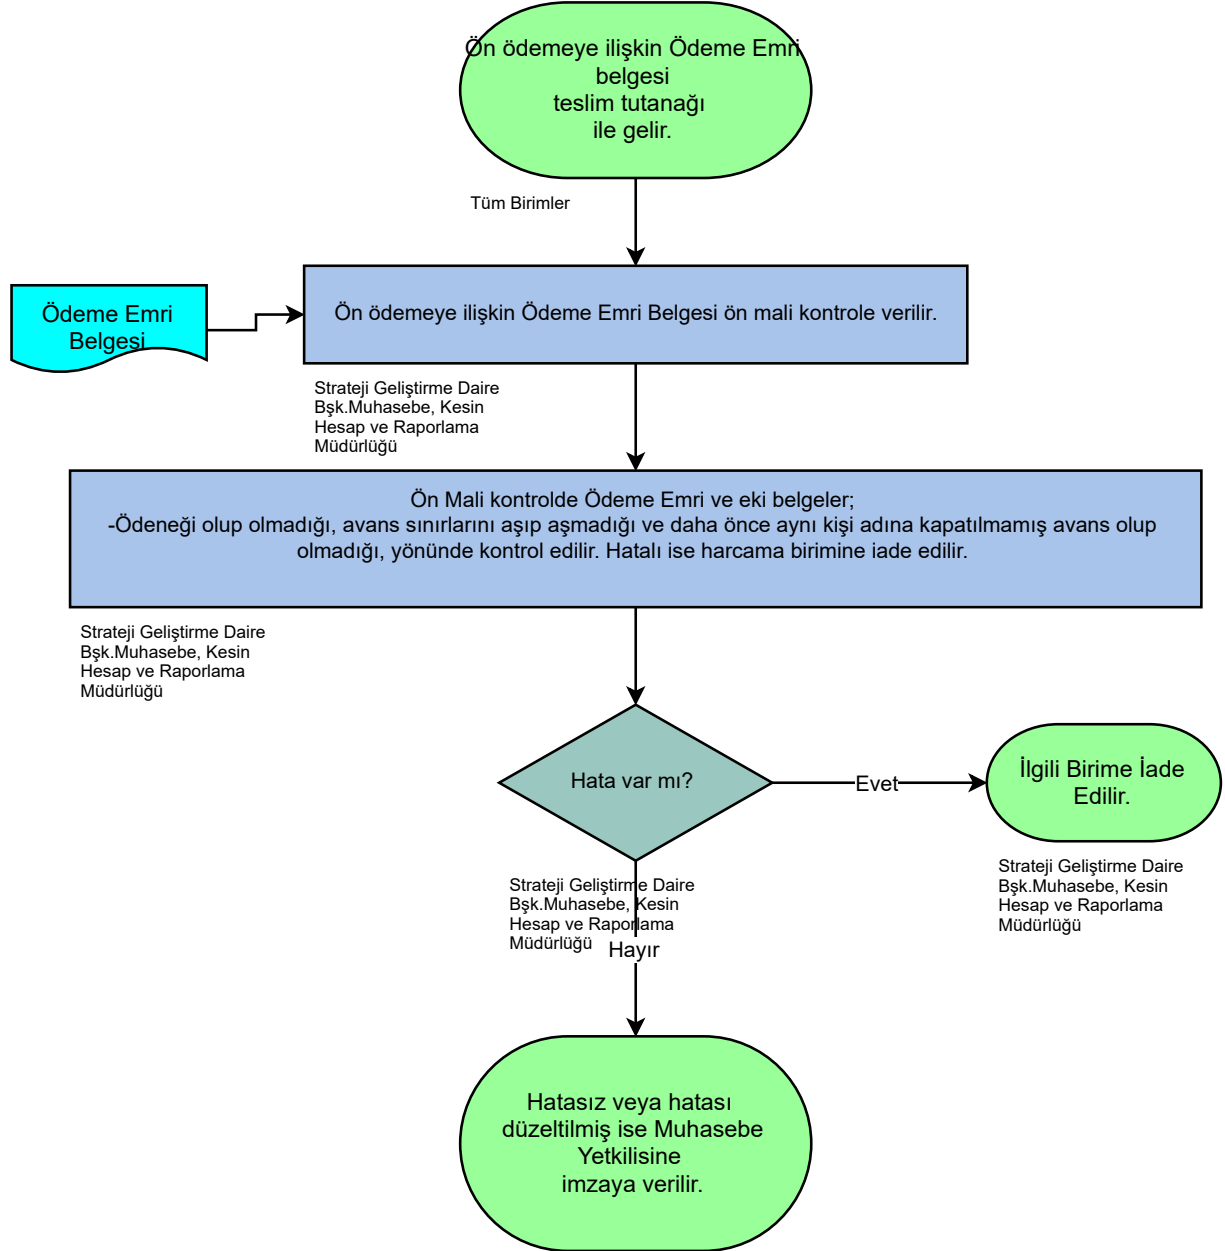 Ön ödemeye ilişkin Ödeme Emri
belgesi
teslim tutanağı
ile gelir.
Tüm Birimler
Ödeme Emri
Belgesi
Ön ödemeye ilişkin Ödeme Emri Belgesi ön mali kontrole verilir.
Strateji Geliştirme Daire
Bşk.Muhasebe, Kesin
Hesap ve Raporlama
Müdürlüğü
Ön Mali kontrolde Ödeme Emri ve eki belgeler;
-Ödeneği olup olmadığı, avans sınırlarını aşıp aşmadığı ve daha önce aynı kişi adına kapatılmamış avans olup
olmadığı, yönünde kontrol edilir. Hatalı ise harcama birimine iade edilir.
Strateji Geliştirme Daire
Bşk.Muhasebe, Kesin
Hesap ve Raporlama
Müdürlüğü
Hata var mı?
Evet
İlgili Birime İade
Edilir.
Strateji Geliştirme Daire
Bşk.Muhasebe, Kesin
Hesap ve Raporlama
Müdürlüğü
Strateji Geliştirme Daire
Bşk.Muhasebe, Kesin
Hesap ve Raporlama
Müdürlüğü
Hayır
Hatasız veya hatası
düzeltilmiş ise Muhasebe
Yetkilisine
imzaya verilir.